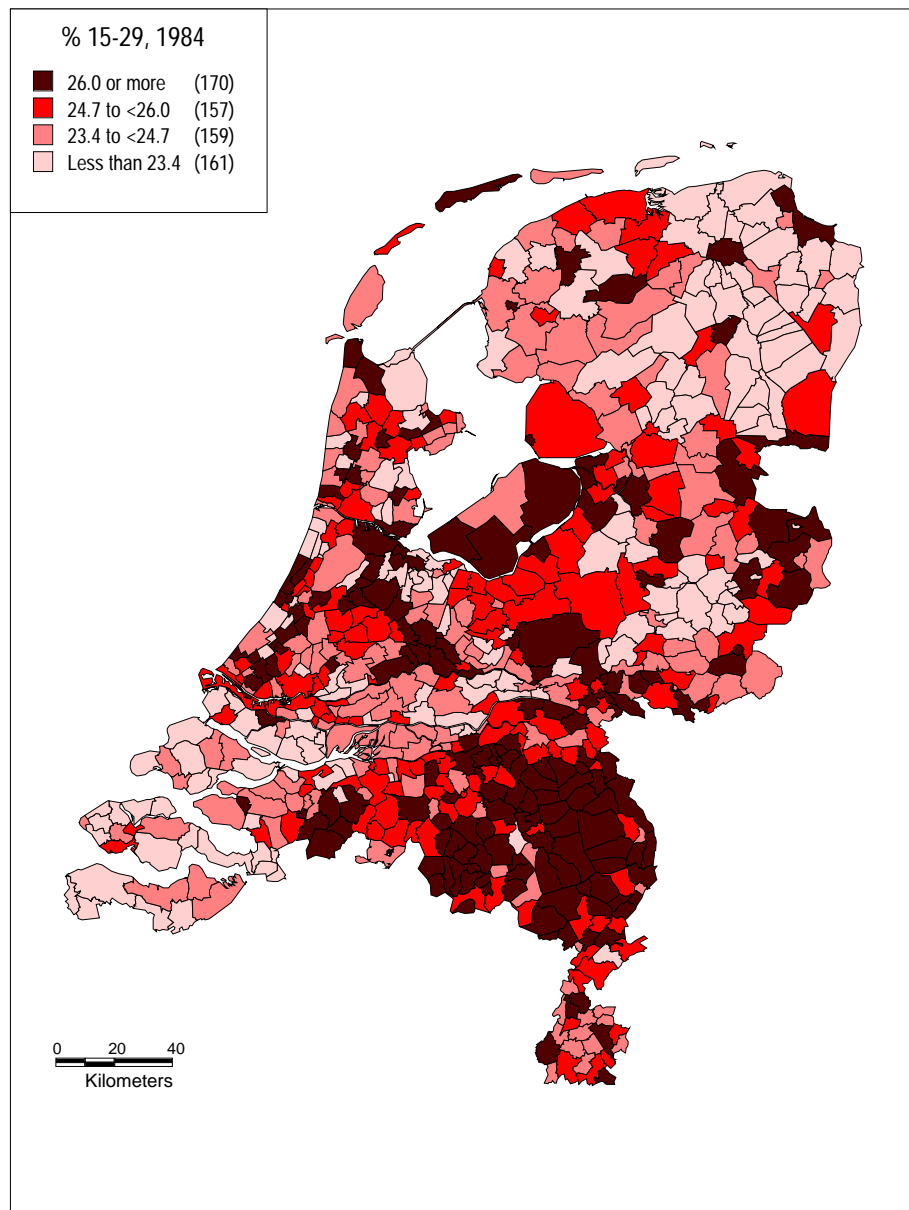 % 15-29, 1984
26.0 or more (170)
24.7 to <26.0 (157)
23.4 to <24.7 (159)
Less than 23.4 (161)
0 20 40
Kilometers